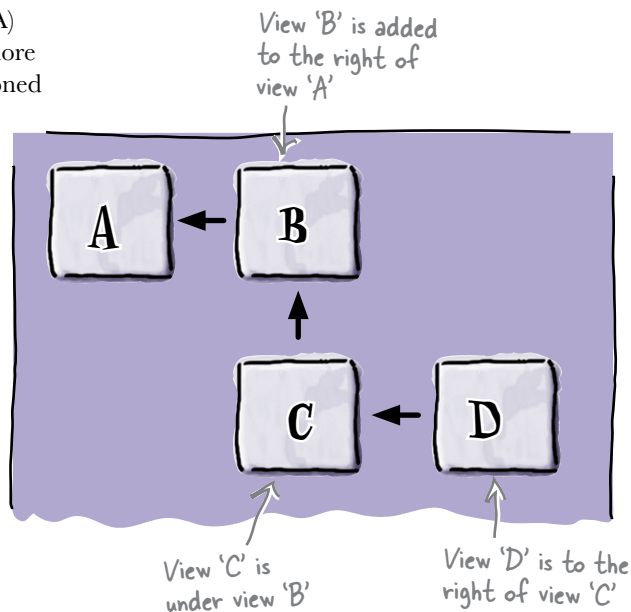 A)
ore
oned
View ‘B’ is added
to the right of
view ‘A’
A
B
C
D
View ‘C’ is
under view ‘B’
View ‘D’ is to the
right of view ‘C’